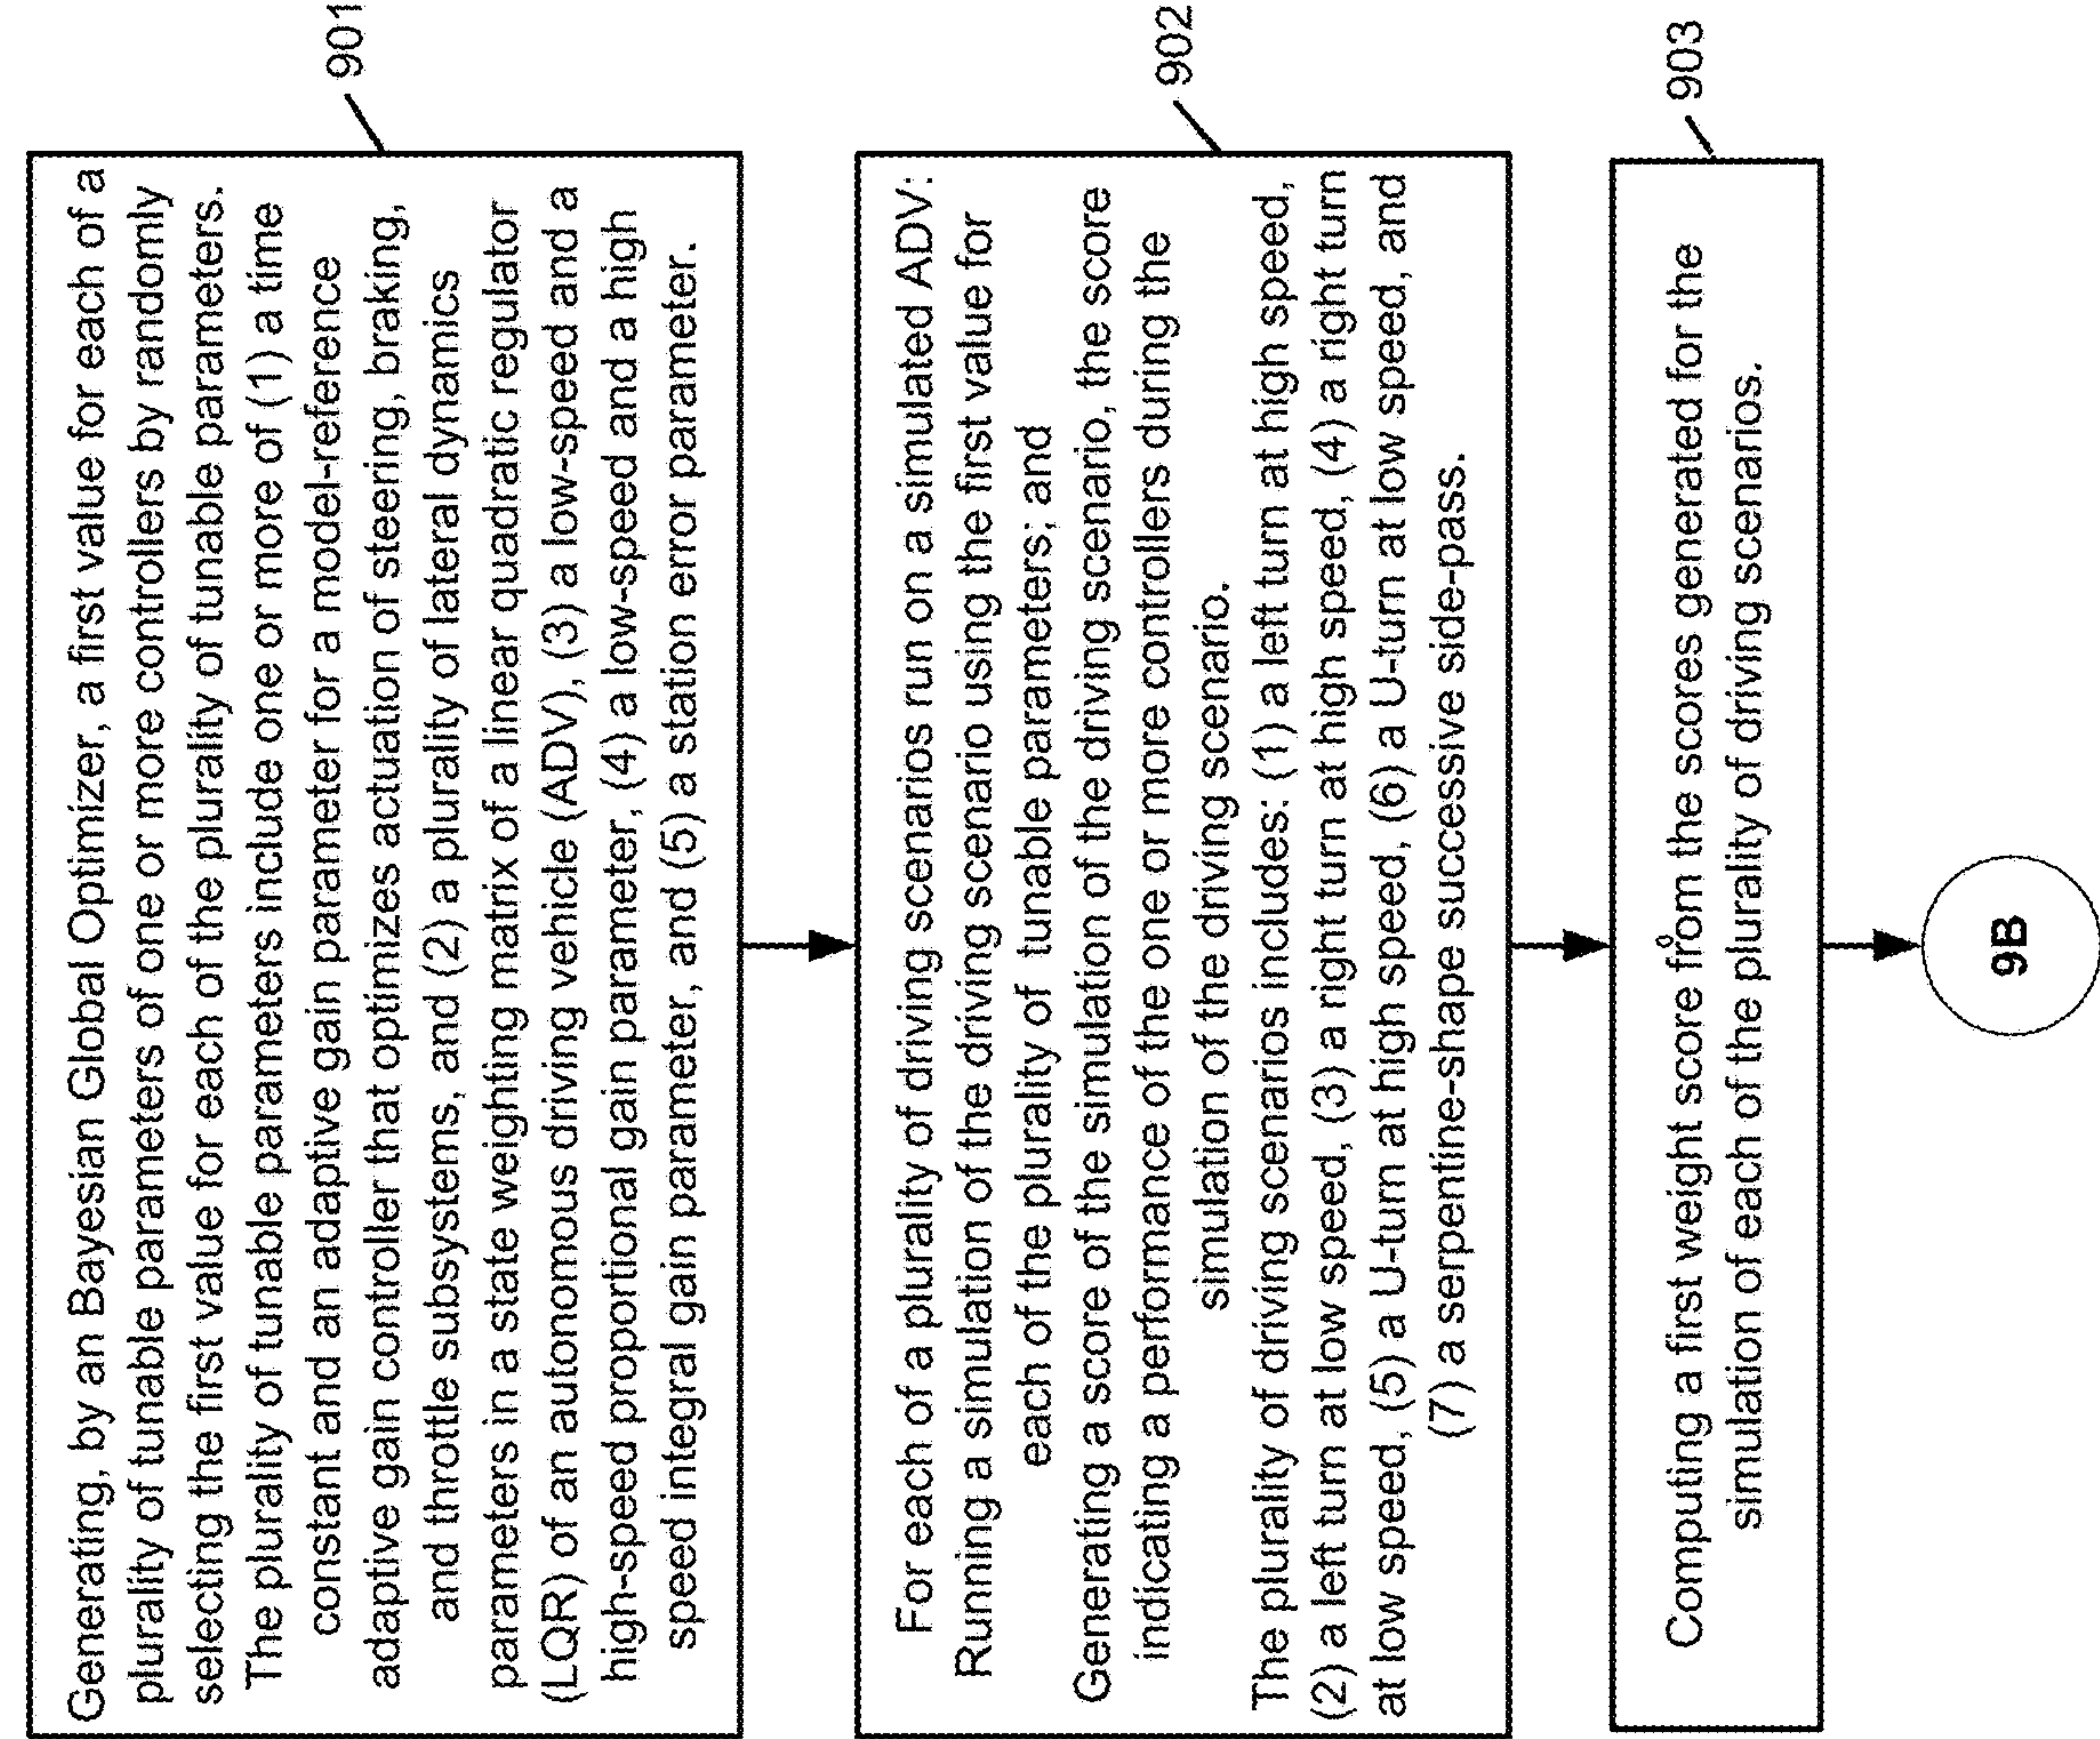 Generating, by an Bayesian Global Optimizer, a first value for each of a
plurality of tunable parameters of one or more controllers by randomly
selecting the first value for each of the plurality of tunable parameters.
The plurality of tunable parameters include one or more of (1) a time
constant and an adaptive gain parameter for a model-reference
adaptive gain controller that optimizes actuation of steering, braking,
and throttle subsystems, and (2) a plurality of lateral dynamics
parameters in a state weighting matrix of a linear quadratic regulator
(LQR) of an autonomous driving vehicle (ADV), (3) a low-speed and a
high-speed proportional gain parameter, (4) a low-speed and a high
speed integral gain parameter, and (5) a station error parameter.
901
For each of a plurality of driving scenarios run on a simulated ADV:
Running a simulation of the driving scenario using the first value for
each of the plurality of tunable parameters; and
Generating a score of the simulation of the driving scenario, the score
indicating a performance of the one or more controllers during the
simulation of the driving scenario.
The plurality of driving scenarios includes: (1) a left turn at high speed,
(2) a left turn at low speed, (3) a right turn at high speed, (4) a right turn
at low speed, (5) a U-turn at high speed, (6) a U-turn at low speed, and
(7) a serpentine-shape successive side-pass.
902
Computing a first weight score from the scores generated for the
simulation of each of the plurality of driving scenarios.
903
9B